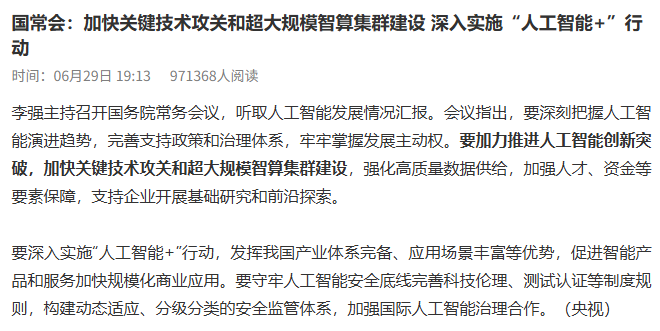 国常会：加快关键技术攻关和超大规模智算集群建设 深入实施“人工智能+”行
动
时间：06月29日 19:13 971368人阅读
李强主持召开国务院常务会议，听取人工智能发展情况汇报。会议指出，要深刻把握人工智
能演进趋势，完善支持政策和治理体系，牢牢掌握发展主动权。要加力推进人工智能创新突
破，加快关键技术攻关和超大规模智算集群建设，强化高质量数据供给，加强人才、资金等
要素保障，支持企业开展基础研究和前沿探索。
要深入实施“人工智能+”行动，发挥我国产业体系完备、应用场景丰富等优势，促进智能产
品和服务加快规模化商业应用。要守牢人工智能安全底线完善科技伦理、测试认证等制度规
则，构建动态适应、分级分类的安全监管体系，加强国际人工智能治理合作。（央视）